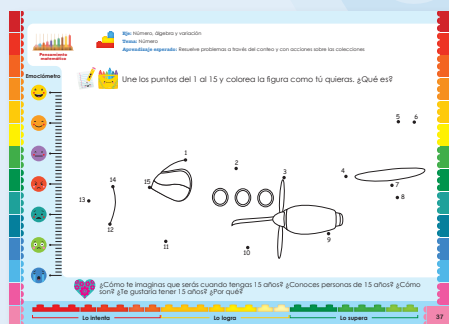 Eje: Número, álgebra y variación
Tema: Número
Aprendizaje esperado: Resuelve problemas a través del conteo y con acciones sobre las colecciones
Pensamiento
matemático
Emociómetro
Une los puntos del 1 al 15 y colorea la figura como tú quieras. ¿Qué es?
5 6
1
2
3
4
14
15
7
13
8
12
9
11
10
¿Cómo te imaginas que serás cuando tengas 15 años? ¿Conoces personas de 15 años? ¿Cómo
son? ¿Te gustaría tener 15 años? ¿Por qué?
Lo intenta Lo logra Lo supera
37